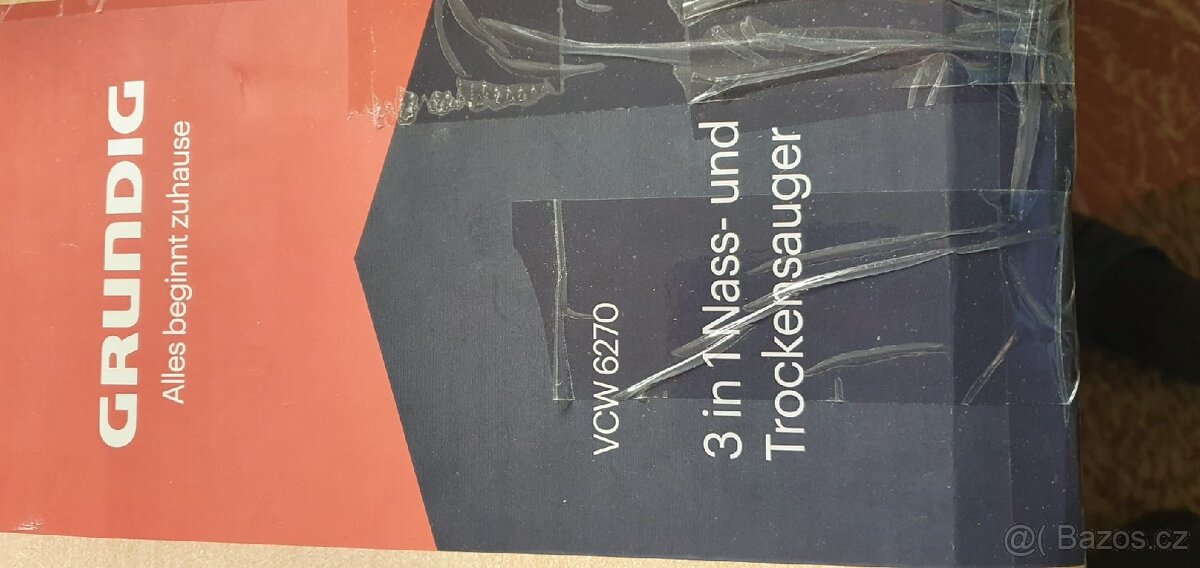 GRUNDIG
Alles beginnt zuhause
VCW 6270
3 in 1 Nass- und
Trockensauger
@( Bazos.cz